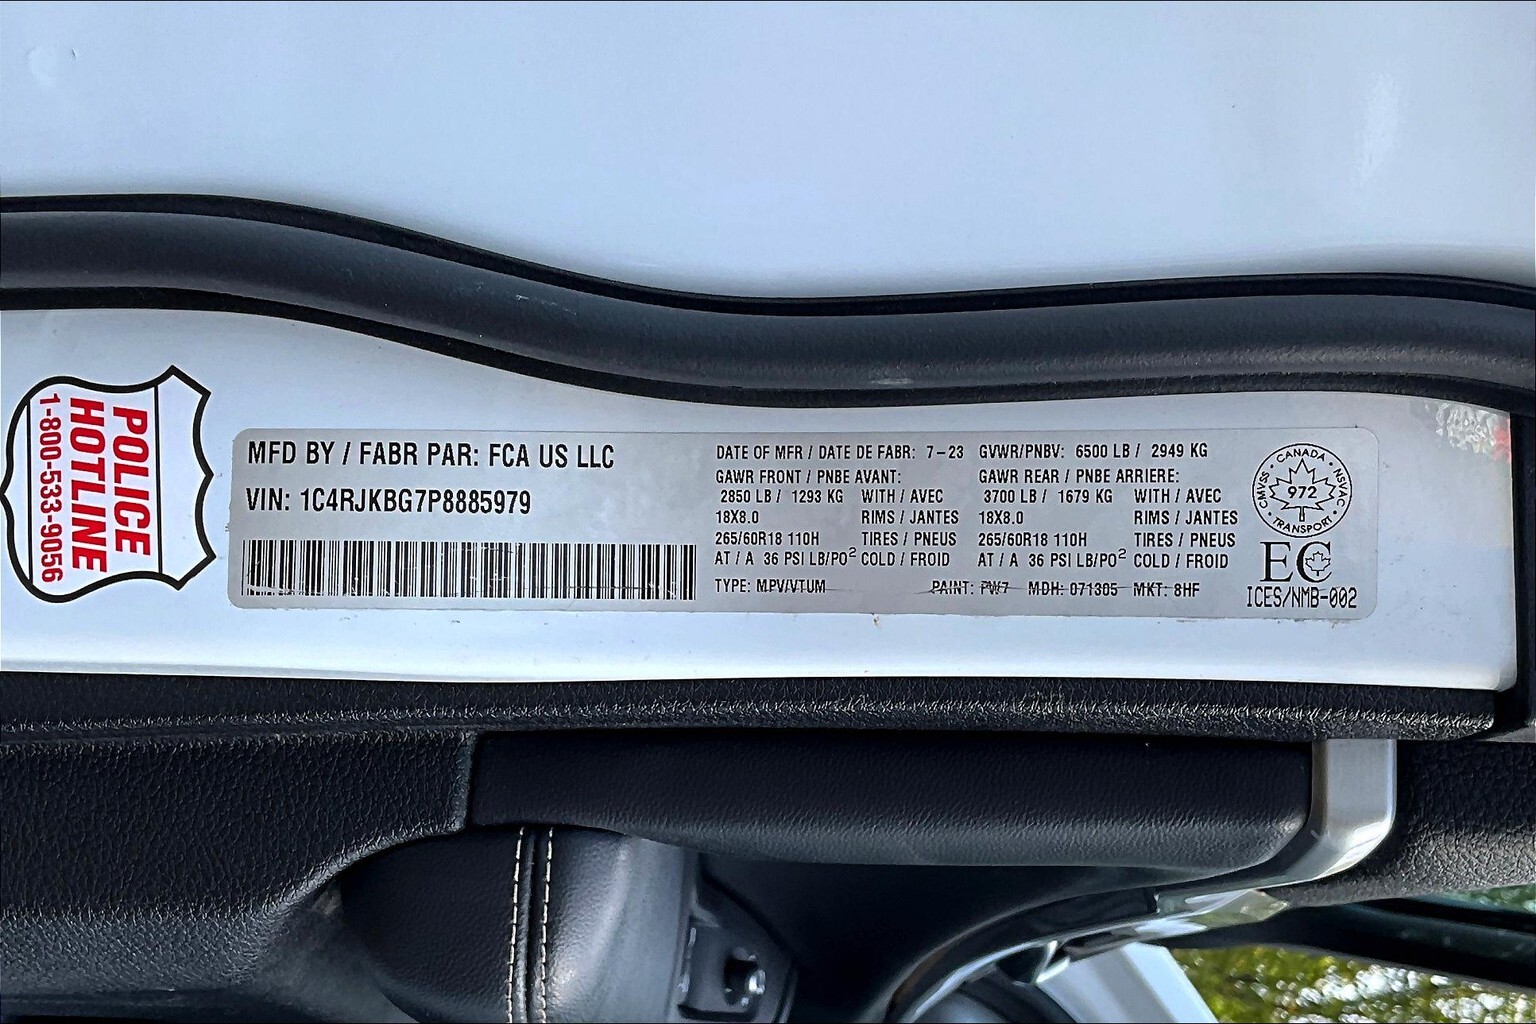 POLICE
HOTLINE
1-800-533-9056
MFD BY / FABR PAR: FCA US LLC
VIN: 1C4RJKBG7P8885979
DATE OF MFR / DATE DE FABR: 7-23 GVWR/PNBV: 6500 LB / 2949 KG
GAWR FRONT / PNBE AVANT: GAWR REAR / PNBE ARRIERE:
2850 LB / 1293 KG WITH / AVEC 3700 LB / 1679 KG WITH / AVEC
18X8.0 RIMS / JANTES 18X8.0 RIMS / JANTES
265/60R18 110H TIRES / PNEUS 265/60R18 110H TIRES / PNEUS
AT / A 36 PSI LB/PO² COLD / FROID AT / A 36 PSI LB/PO² COLD / FROID
TYPE: MPV/VTUM PAINT: PW7 MDH: 071305 MKT: 8HF
CMVSS · CANADA · NSVAC · TRANSPORT
972
EC
ICES/NMB-002